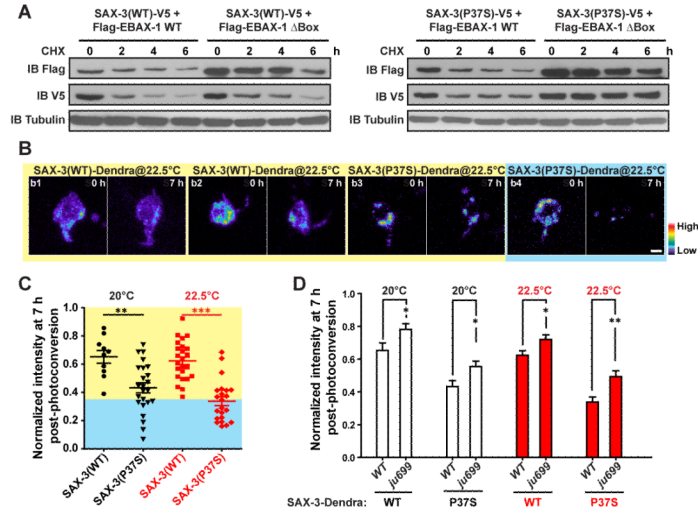 A
SAX-3(WT)-V5 + SAX-3(WT)-V5 + SAX-3(P37S)-V5 + SAX-3(P37S)-V5 +
Flag-EBAX-1 WT Flag-EBAX-1 ΔBox Flag-EBAX-1 WT Flag-EBAX-1 ΔBox
CHX 0 2 4 6 0 2 4 6 h CHX 0 2 4 6 0 2 4 6 h
IB Flag IB Flag
IB V5 IB V5
IB Tubulin IB Tubulin
B
SAX-3(WT)-Dendra@22.5°C SAX-3(WT)-Dendra@22.5°C SAX-3(P37S)-Dendra@22.5°C SAX-3(P37S)-Dendra@22.5°C
b1 0 h 7 h b2 0 h 7 h b3 0 h 7 h b4 0 h 7 h
High
Low
C
20°C 22.5°C
** ***
Normalized intensity at 7 h
post-photoconversion
1.0
0.8
0.6
0.4
0.2
0.0
SAX-3(WT) SAX-3(P37S) SAX-3(WT) SAX-3(P37S)
D
20°C 20°C 22.5°C 22.5°C
* * * **
Normalized intensity at 7 h
post-photoconversion
1.0
0.8
0.6
0.4
0.2
0.0
WT ju699 WT ju699 WT ju699 WT ju699
SAX-3-Dendra: WT P37S WT P37S